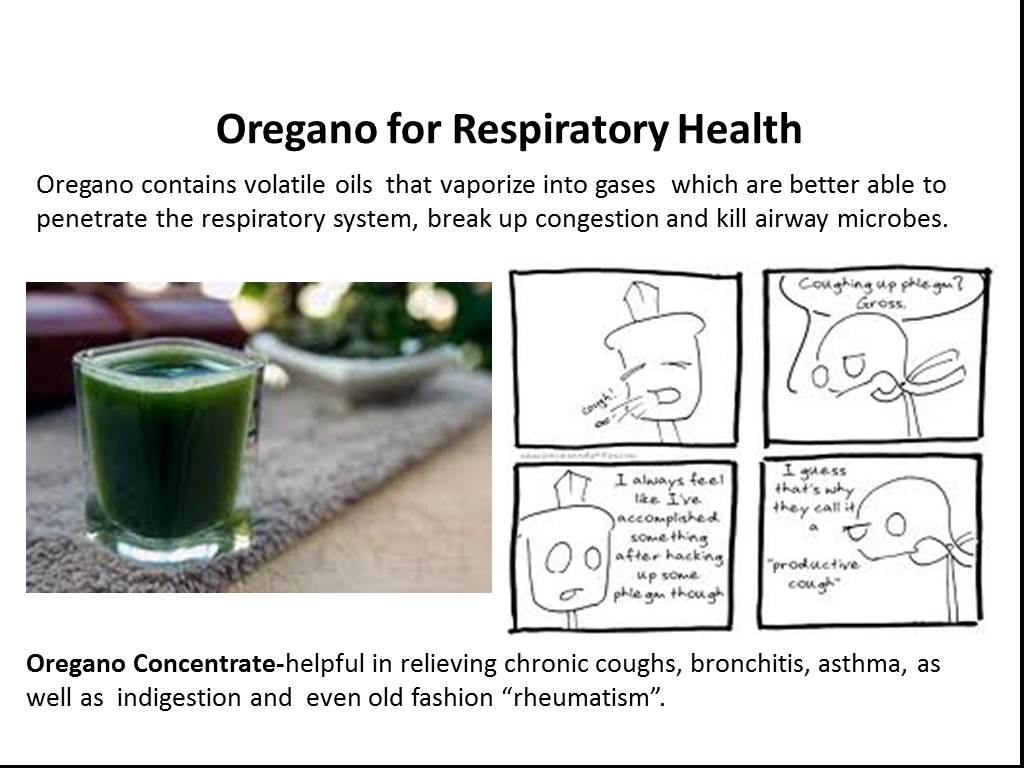 Oregano for Respiratory Health
Oregano contains volatile oils that vaporize into gases which are better able to
penetrate the respiratory system, break up congestion and kill airway microbes.
cough!
Coughing up phlegm?
Gross.
I always feel
like I've
accomplished
something
after hacking
up some
phlegm though
I guess
that's why
they call it
a
"productive
cough"
Oregano Concentrate-helpful in relieving chronic coughs, bronchitis, asthma, as
well as indigestion and even old fashion “rheumatism”.